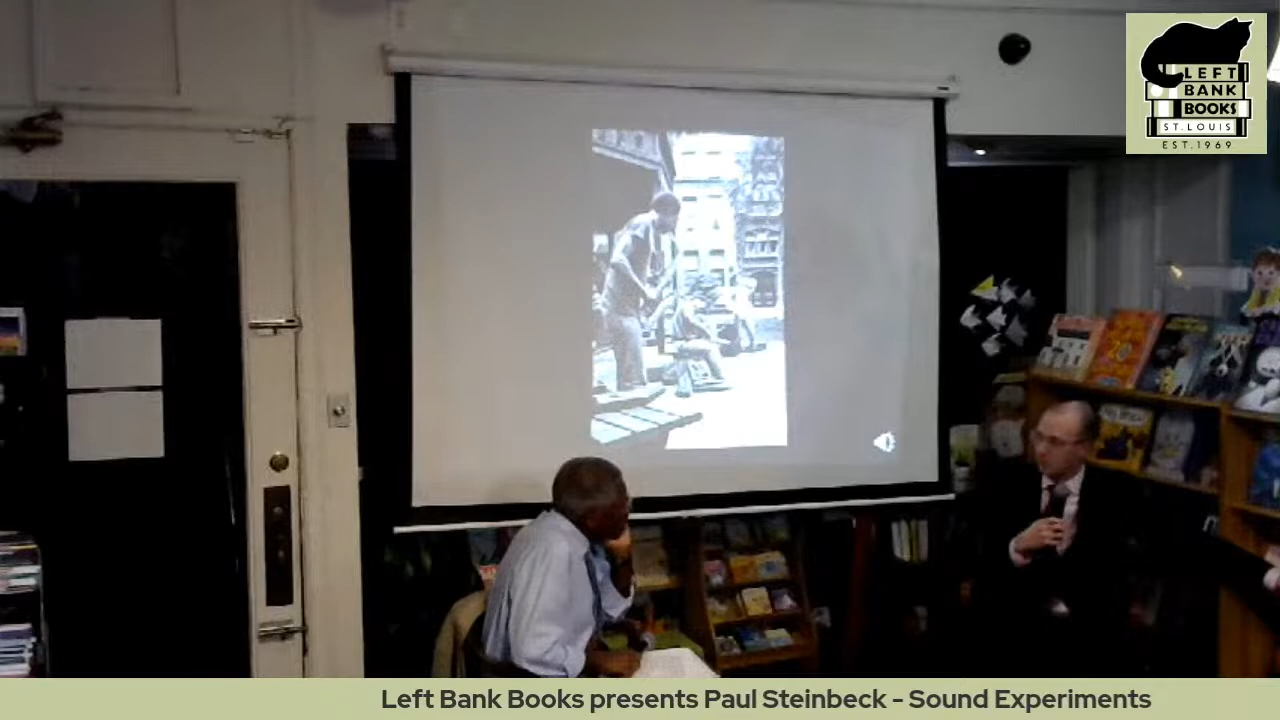 LEFT
BANK
BOOKS
ST. LOUIS
EST. 1969
Left Bank Books presents Paul Steinbeck - Sound Experiments